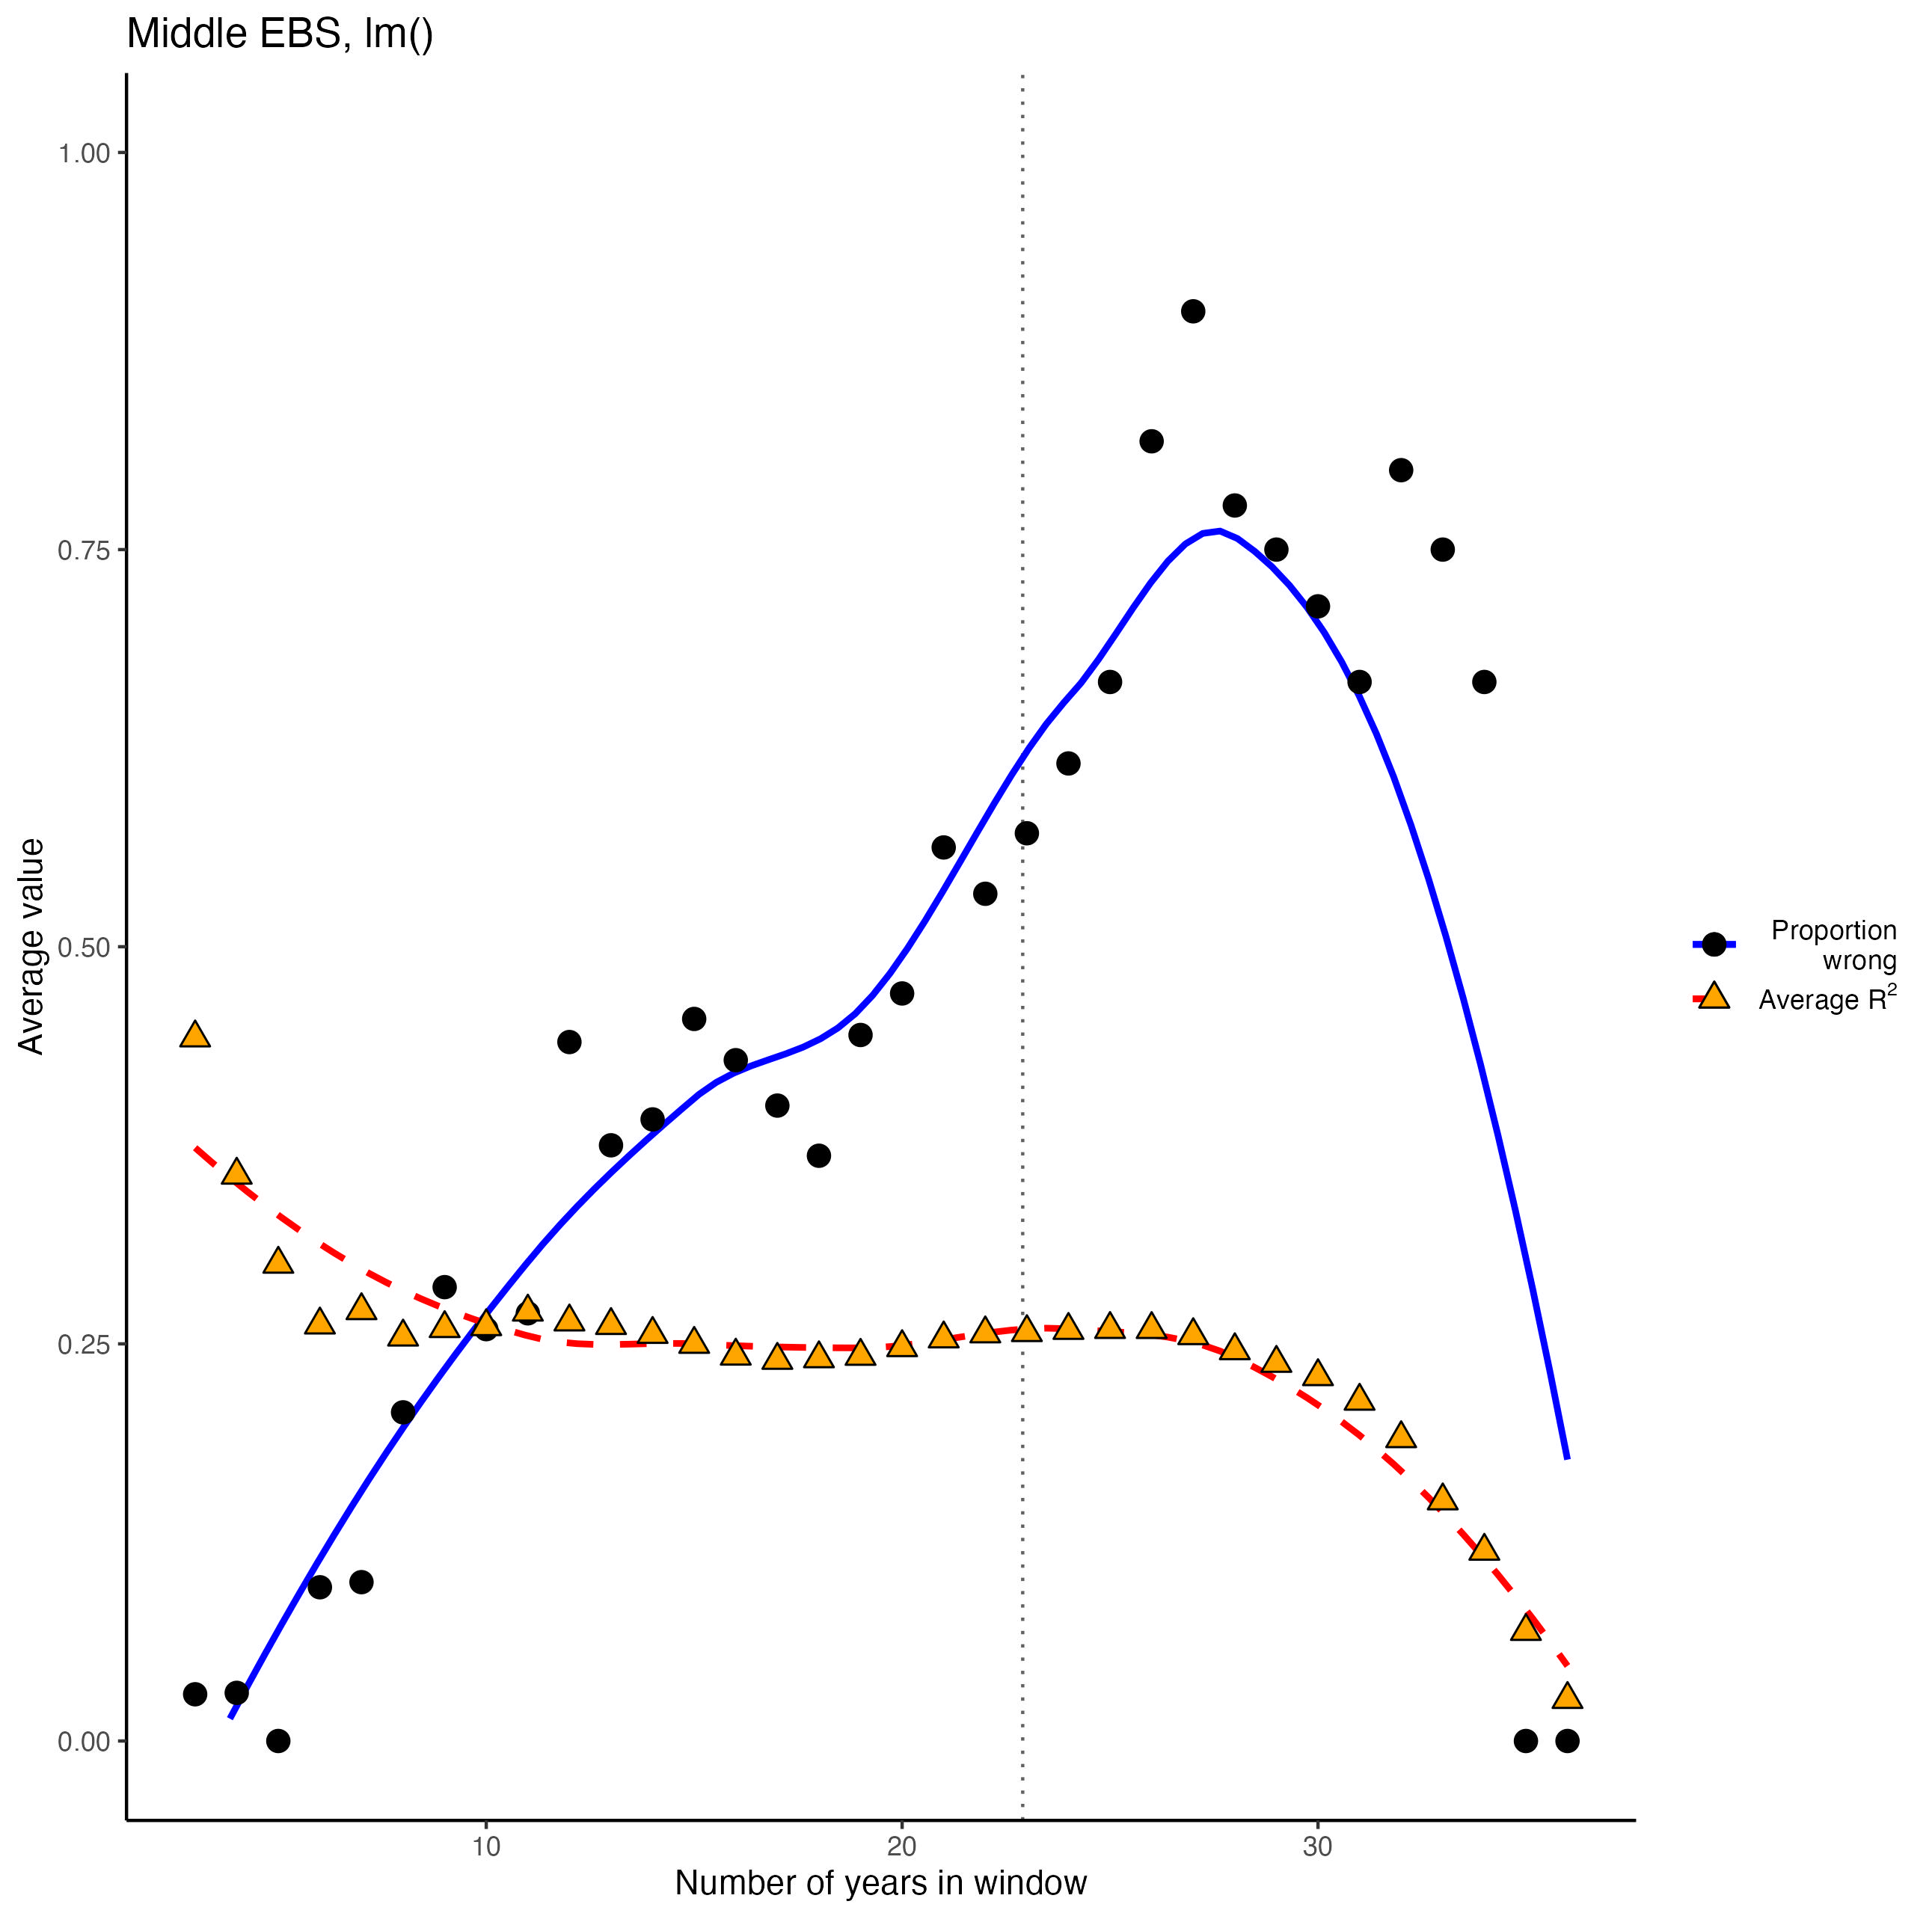 Middle EBS, lm()
1.00
0.75
0.50
0.25
0.00
Average value
10
20
30
Number of years in window
Proportion
wrong
Average R²